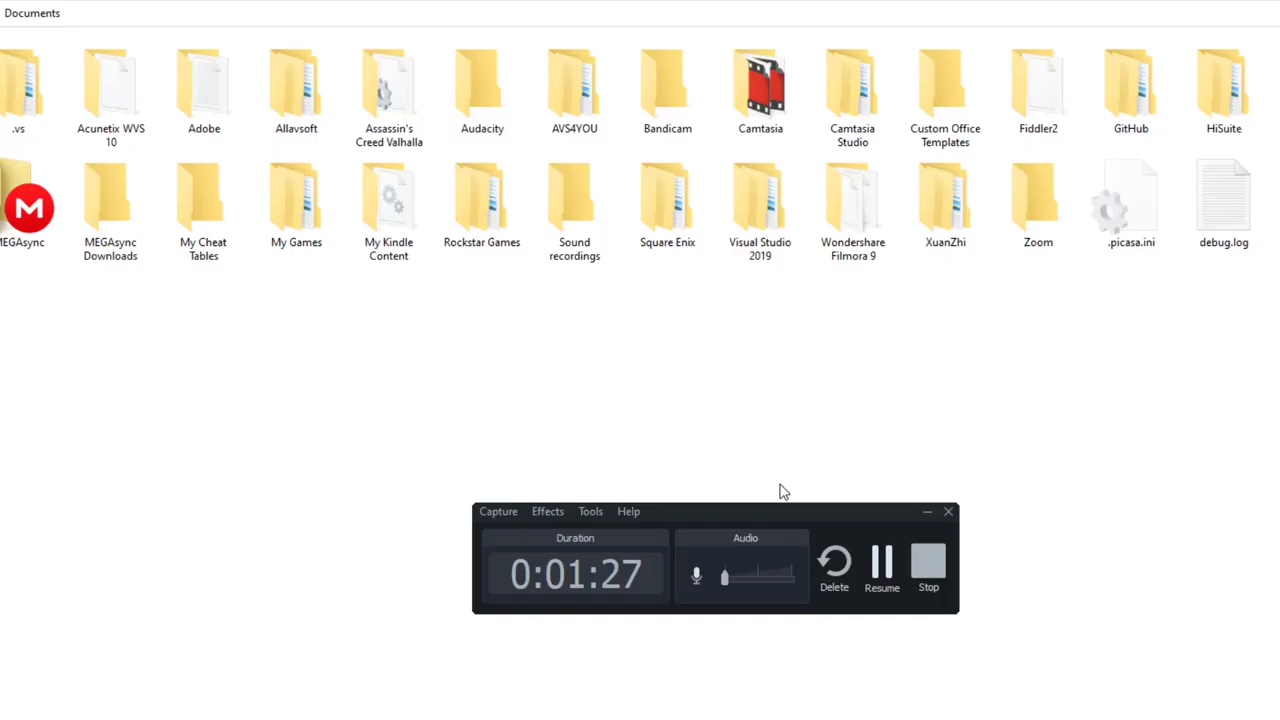 Documents
.vs
Acunetix WVS
10
Adobe
Allavsoft
Assassin's
Creed Valhalla
Audacity
AVS4YOU
Bandicam
Camtasia
Camtasia
Studio
Custom Office
Templates
Fiddler2
GitHub
HiSuite
M
MEGAsync
MEGAsync
Downloads
My Cheat
Tables
My Games
My Kindle
Content
Rockstar Games
Sound
recordings
Square Enix
Visual Studio
2019
Wondershare
Filmora 9
XuanZhi
Zoom
.picasa.ini
debug.log
Capture Effects Tools Help
Duration
0:01:27
Audio
Delete
Resume
Stop